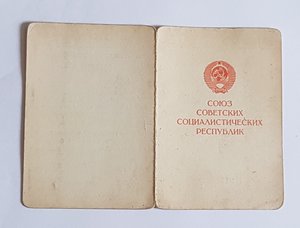 СОЮЗ
СОВЕТСКИХ
СОЦИАЛИСТИЧЕСКИХ
РЕСПУБЛИК